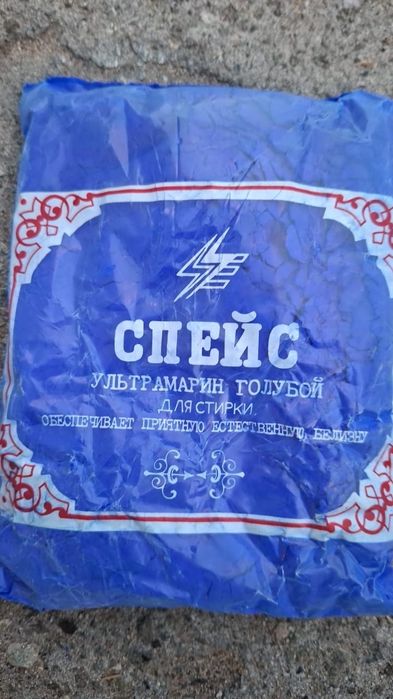 СПЕЙС
УЛЬТРАМАРИН ГОЛУБОЙ
ДЛЯ СТИРКИ.
ОБЕСПЕЧИВАЕТ ПРИЯТНУЮ ЕСТЕСТВЕННУЮ, БЕЛИЗНУ